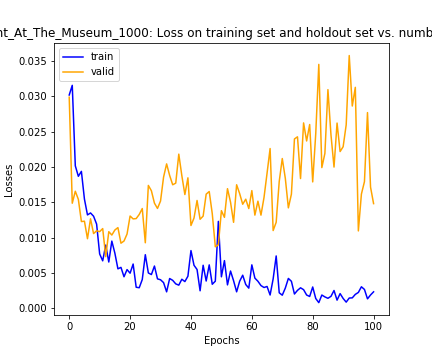 nt_At_The_Museum_1000: Loss on training set and holdout set vs. numb
train
valid
Losses
0.035
0.030
0.025
0.020
0.015
0.010
0.005
0.000
0 20 40 60 80 100
Epochs